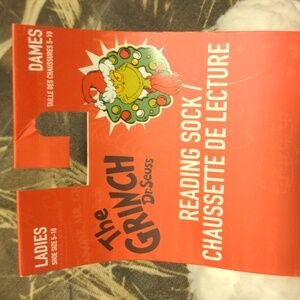 LADIES
SHOE SIZE 5-10
DAMES
TAILLE DES CHAUSSURES 5-10
The
GRINCH
Dr. Seuss
READING SOCK /
CHAUSSETTE DE LECTURE